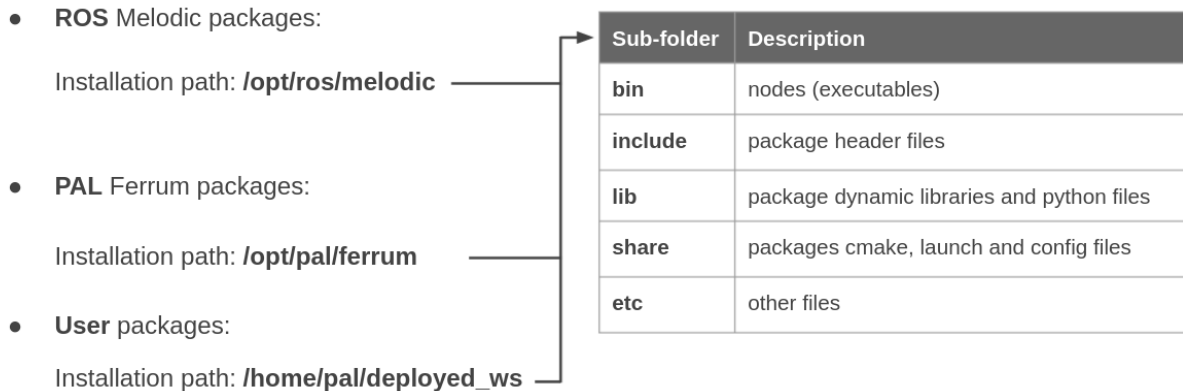 ● ROS Melodic packages:
Installation path: /opt/ros/melodic
● PAL Ferrum packages:
Installation path: /opt/pal/ferrum
● User packages:
Installation path: /home/pal/deployed_ws
Sub-folder Description
bin nodes (executables)
include package header files
lib package dynamic libraries and python files
share packages cmake, launch and config files
etc other files